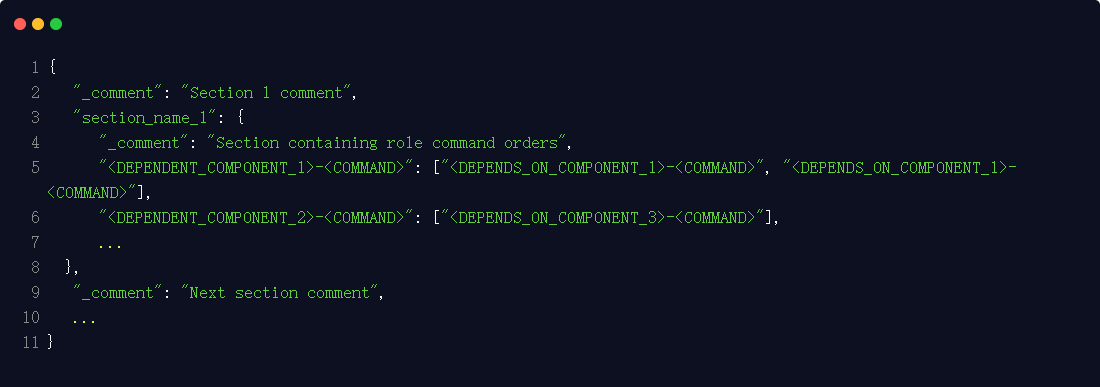 1 {
2 "_comment": "Section 1 comment",
3 "section_name_1": {
4 "_comment": "Section containing role command orders",
5 "<DEPENDENT_COMPONENT_1>-<COMMAND>": ["<DEPENDS_ON_COMPONENT_1>-<COMMAND>", "<DEPENDS_ON_COMPONENT_1>-
<COMMAND>"],
6 "<DEPENDENT_COMPONENT_2>-<COMMAND>": ["<DEPENDS_ON_COMPONENT_3>-<COMMAND>"],
7 ...
8 },
9 "_comment": "Next section comment",
10 ...
11 }